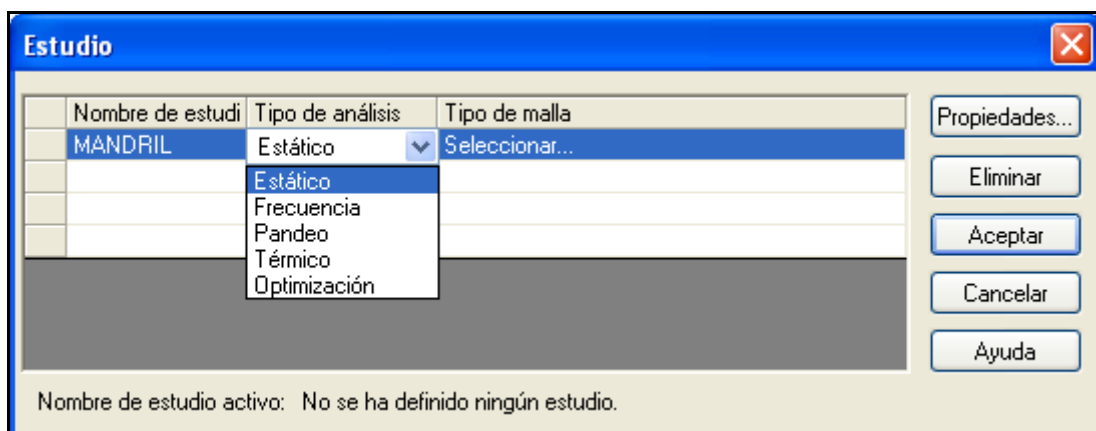 Estudio
Nombre de estudi Tipo de análisis Tipo de malla
MANDRIL Estático Seleccionar...
Estático
Frecuencia
Pandeo
Térmico
Optimización
Propiedades...
Eliminar
Aceptar
Cancelar
Ayuda
Nombre de estudio activo: No se ha definido ningún estudio.